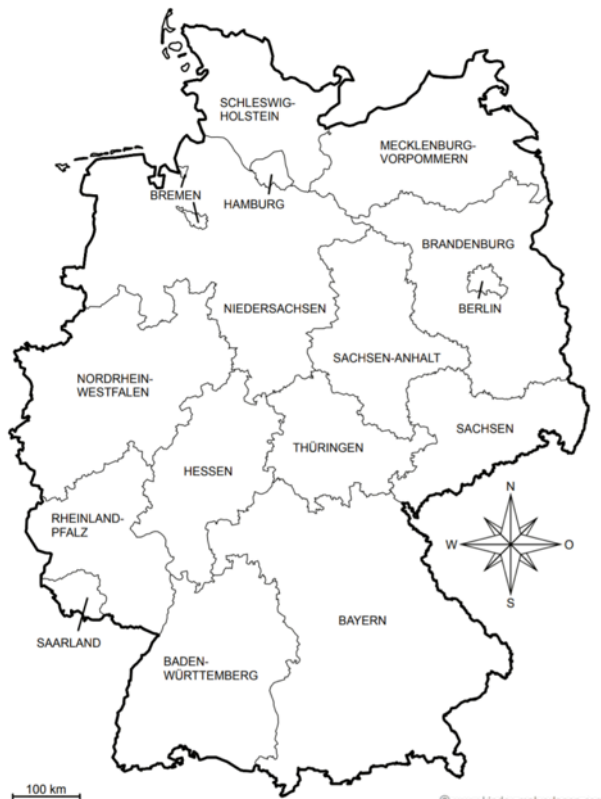 SCHLESWIG-
HOLSTEIN
MECKLENBURG-
VORPOMMERN
BREMEN
HAMBURG
BRANDENBURG
BERLIN
NIEDERSACHSEN
SACHSEN-ANHALT
NORDRHEIN-
WESTFALEN
SACHSEN
THÜRINGEN
HESSEN
RHEINLAND-
PFALZ
N
W
O
S
BAYERN
SAARLAND
BADEN-
WÜRTTEMBERG
100 km